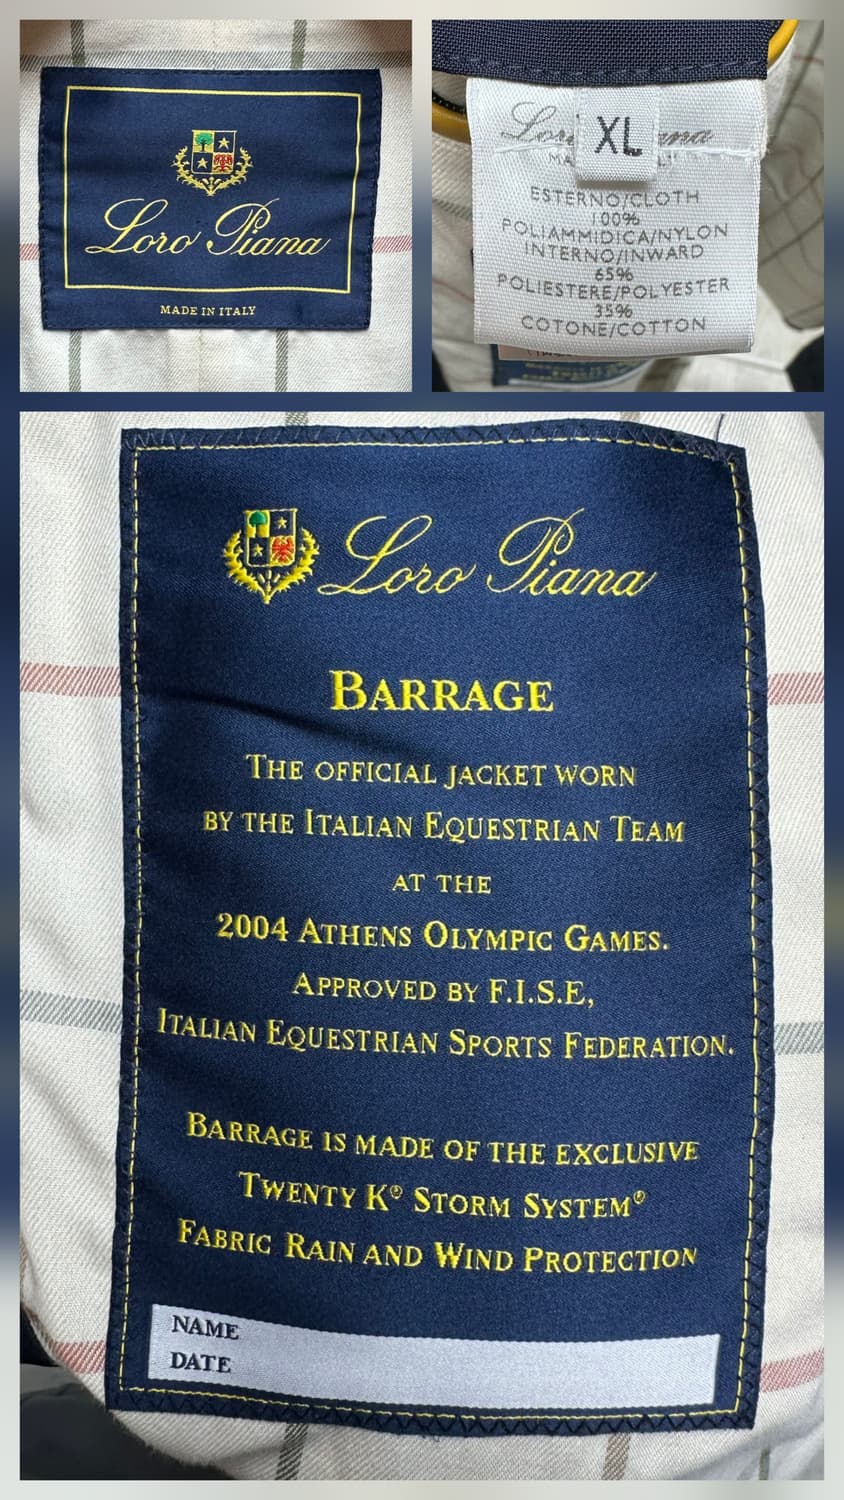 Loro Piana
MADE IN ITALY
XL
ESTERNO/CLOTH
100%
POLIAMMIDICA/NYLON
INTERNO/INWARD
65%
POLIESTERE/POLYESTER
35%
COTONE/COTTON
Loro Piana
BARRAGE
THE OFFICIAL JACKET WORN
BY THE ITALIAN EQUESTRIAN TEAM
AT THE
2004 ATHENS OLYMPIC GAMES.
APPROVED BY F.I.S.E,
ITALIAN EQUESTRIAN SPORTS FEDERATION.
BARRAGE IS MADE OF THE EXCLUSIVE
TWENTY K® STORM SYSTEM®
FABRIC RAIN AND WIND PROTECTION
NAME
DATE